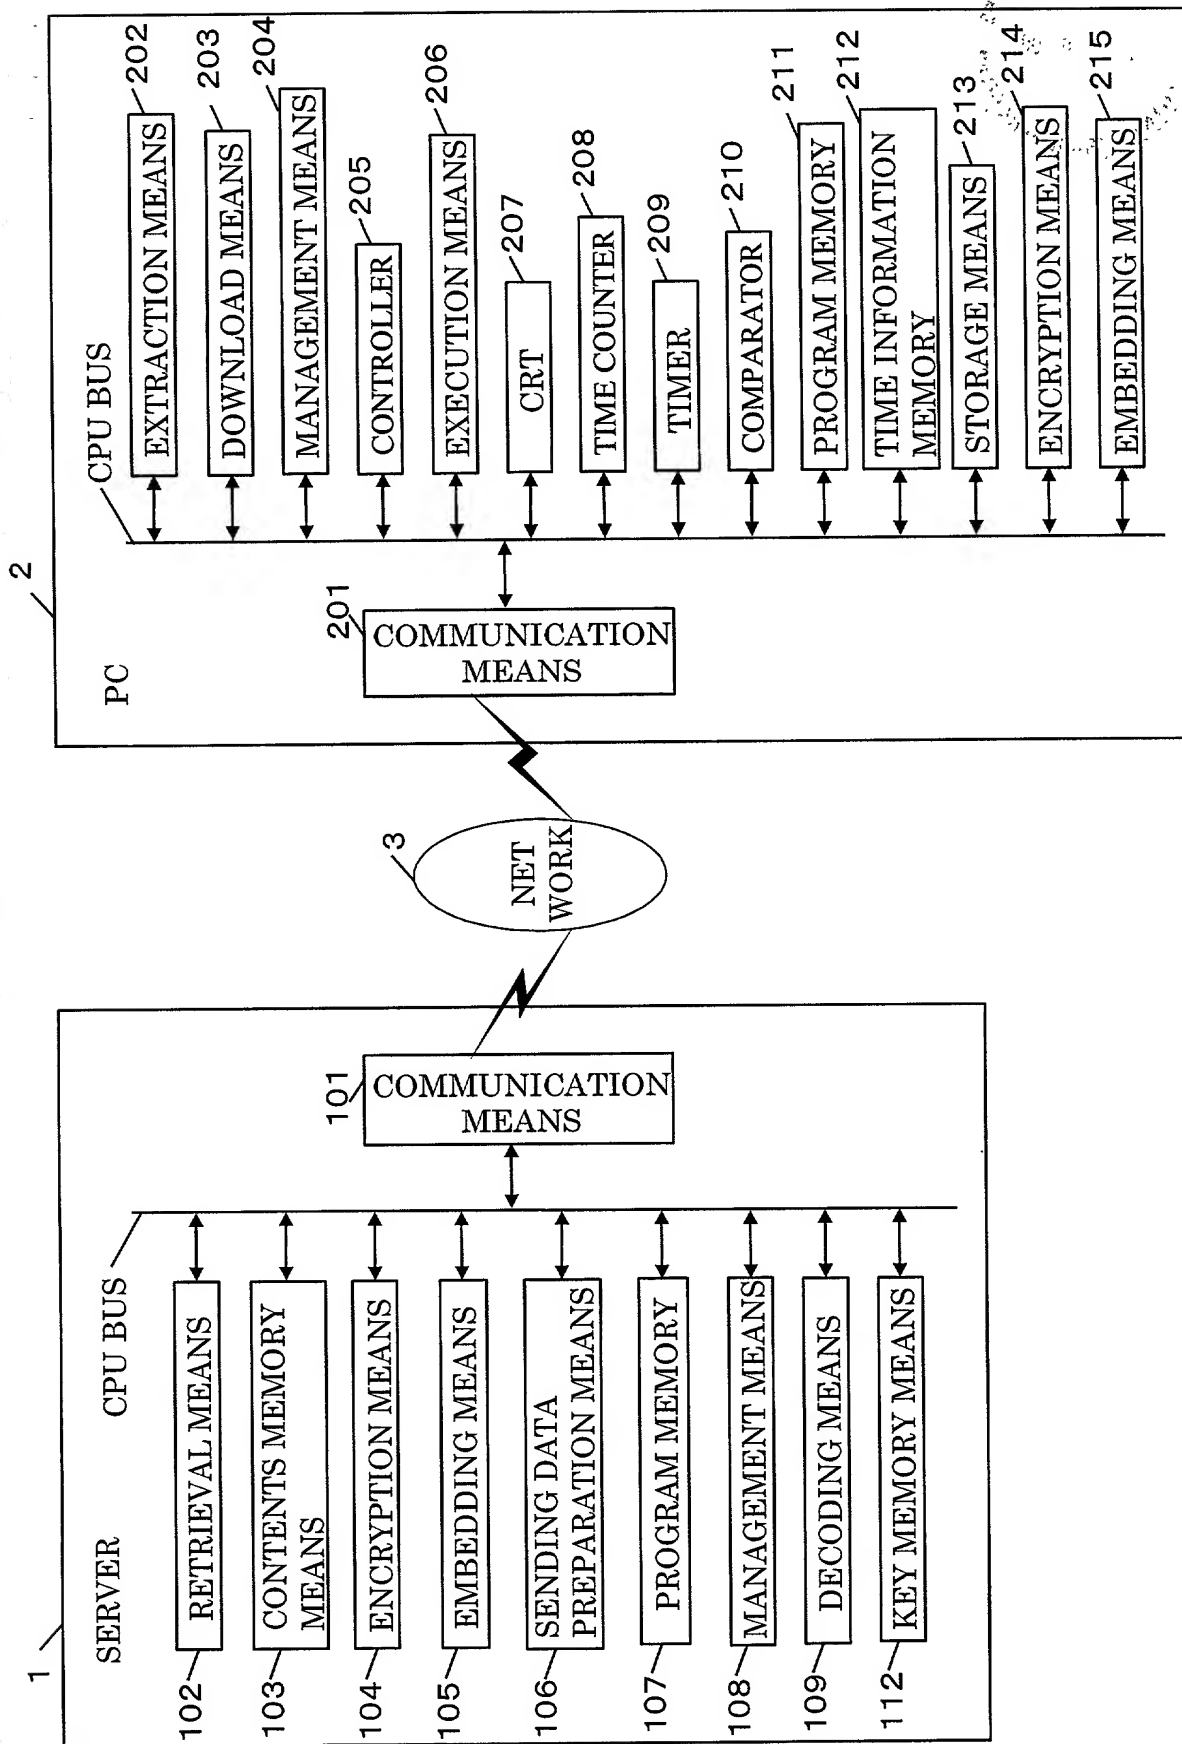 1
SERVER
CPU BUS
102
RETRIEVAL MEANS
103
CONTENTS MEMORY
MEANS
104
ENCRYPTION MEANS
105
EMBEDDING MEANS
106
SENDING DATA
PREPARATION MEANS
107
PROGRAM MEMORY
108
MANAGEMENT MEANS
109
DECODING MEANS
112
KEY MEMORY MEANS
101
COMMUNICATION
MEANS
3
NET
WORK
2
PC
CPU BUS
201
COMMUNICATION
MEANS
EXTRACTION MEANS
202
DOWNLOAD MEANS
203
MANAGEMENT MEANS
204
CONTROLLER
205
EXECUTION MEANS
206
CRT
207
TIME COUNTER
208
TIMER
209
COMPARATOR
210
PROGRAM MEMORY
211
TIME INFORMATION
MEMORY
212
STORAGE MEANS
213
ENCRYPTION MEANS
214
EMBEDDING MEANS
215